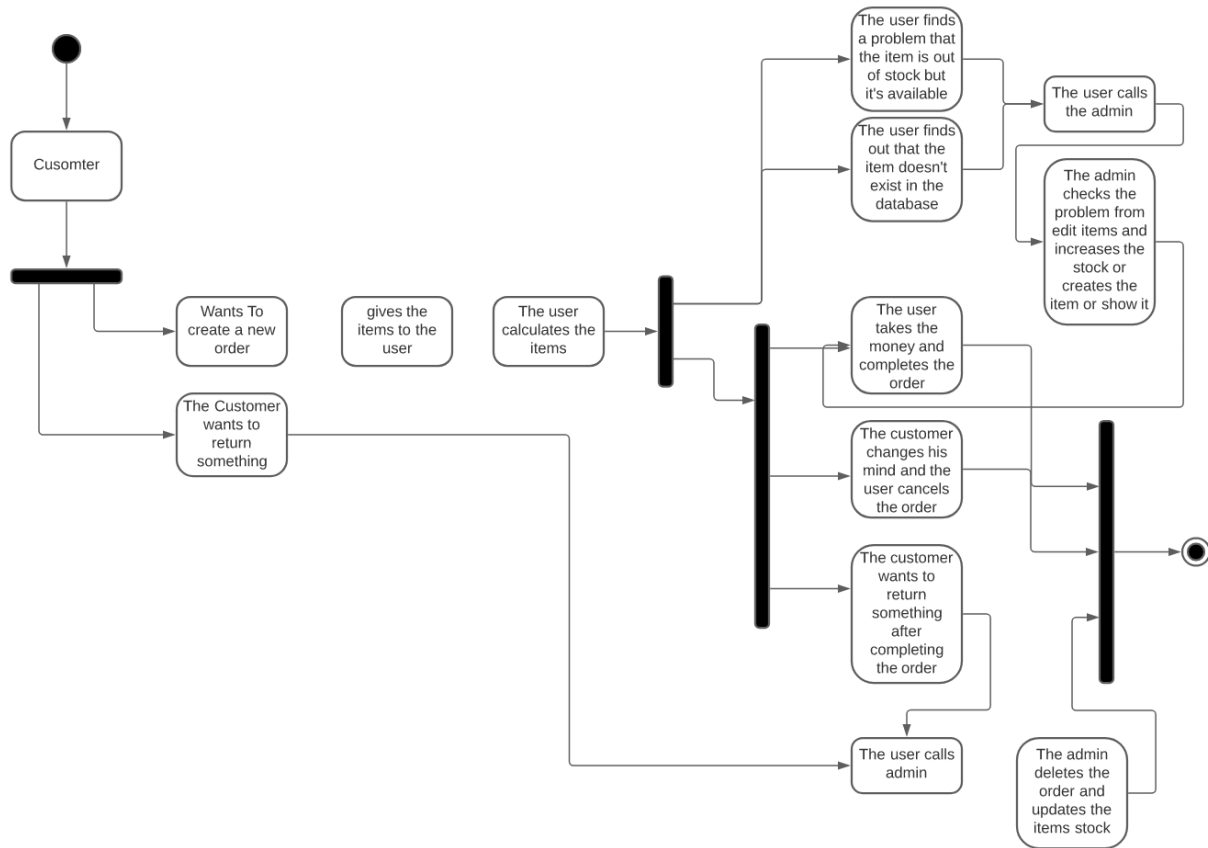 The user finds
a problem that
the item is out
of stock but
it's available
The user calls
the admin
Cusomter
The user finds
out that the
item doesn't
exist in the
database
The admin
checks the
problem from
edit items and
increases the
stock or
creates the
item or show it
Wants To
create a new
order
gives the
items to the
user
The user
calculates the
items
The user
takes the
money and
completes the
order
The Customer
wants to
return
something
The customer
changes his
mind and the
user cancels
the order
The customer
wants to
return
something
after
completing
the order
The user calls
admin
The admin
deletes the
order and
updates the
items stock